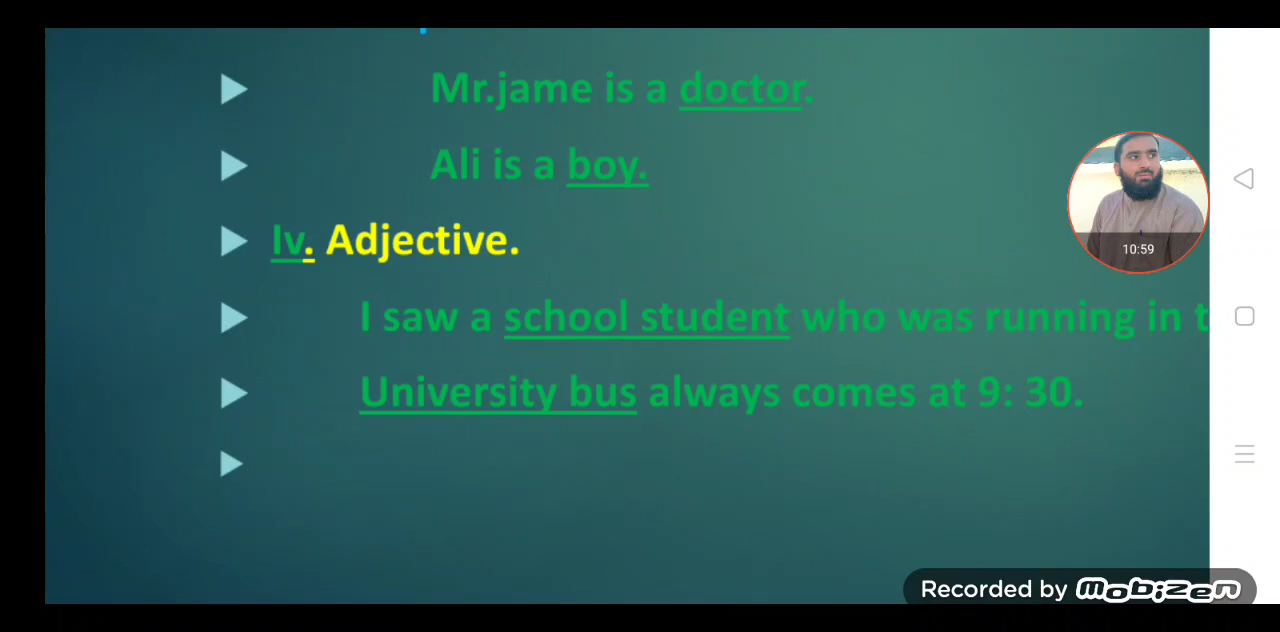 Mr.jame is a doctor.
Ali is a boy.
Iv. Adjective.
10:59
I saw a school student who was running in t
University bus always comes at 9: 30.
Recorded by mobizen